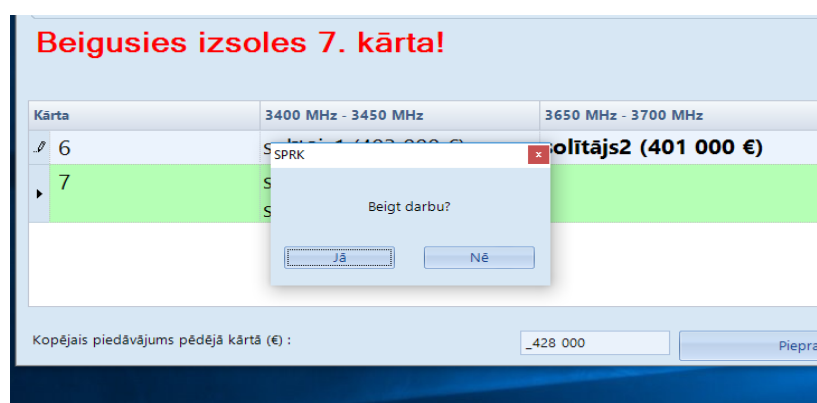 Beigusies izsoles 7. kārta!
Kārta
3400 MHz - 3450 MHz
3650 MHz - 3700 MHz
6
solītājs2 (401 000 €)
7
SPRK
Beigt darbu?
Jā
Nē
Kopējais piedāvājums pēdējā kārtā (€) :
_428 000